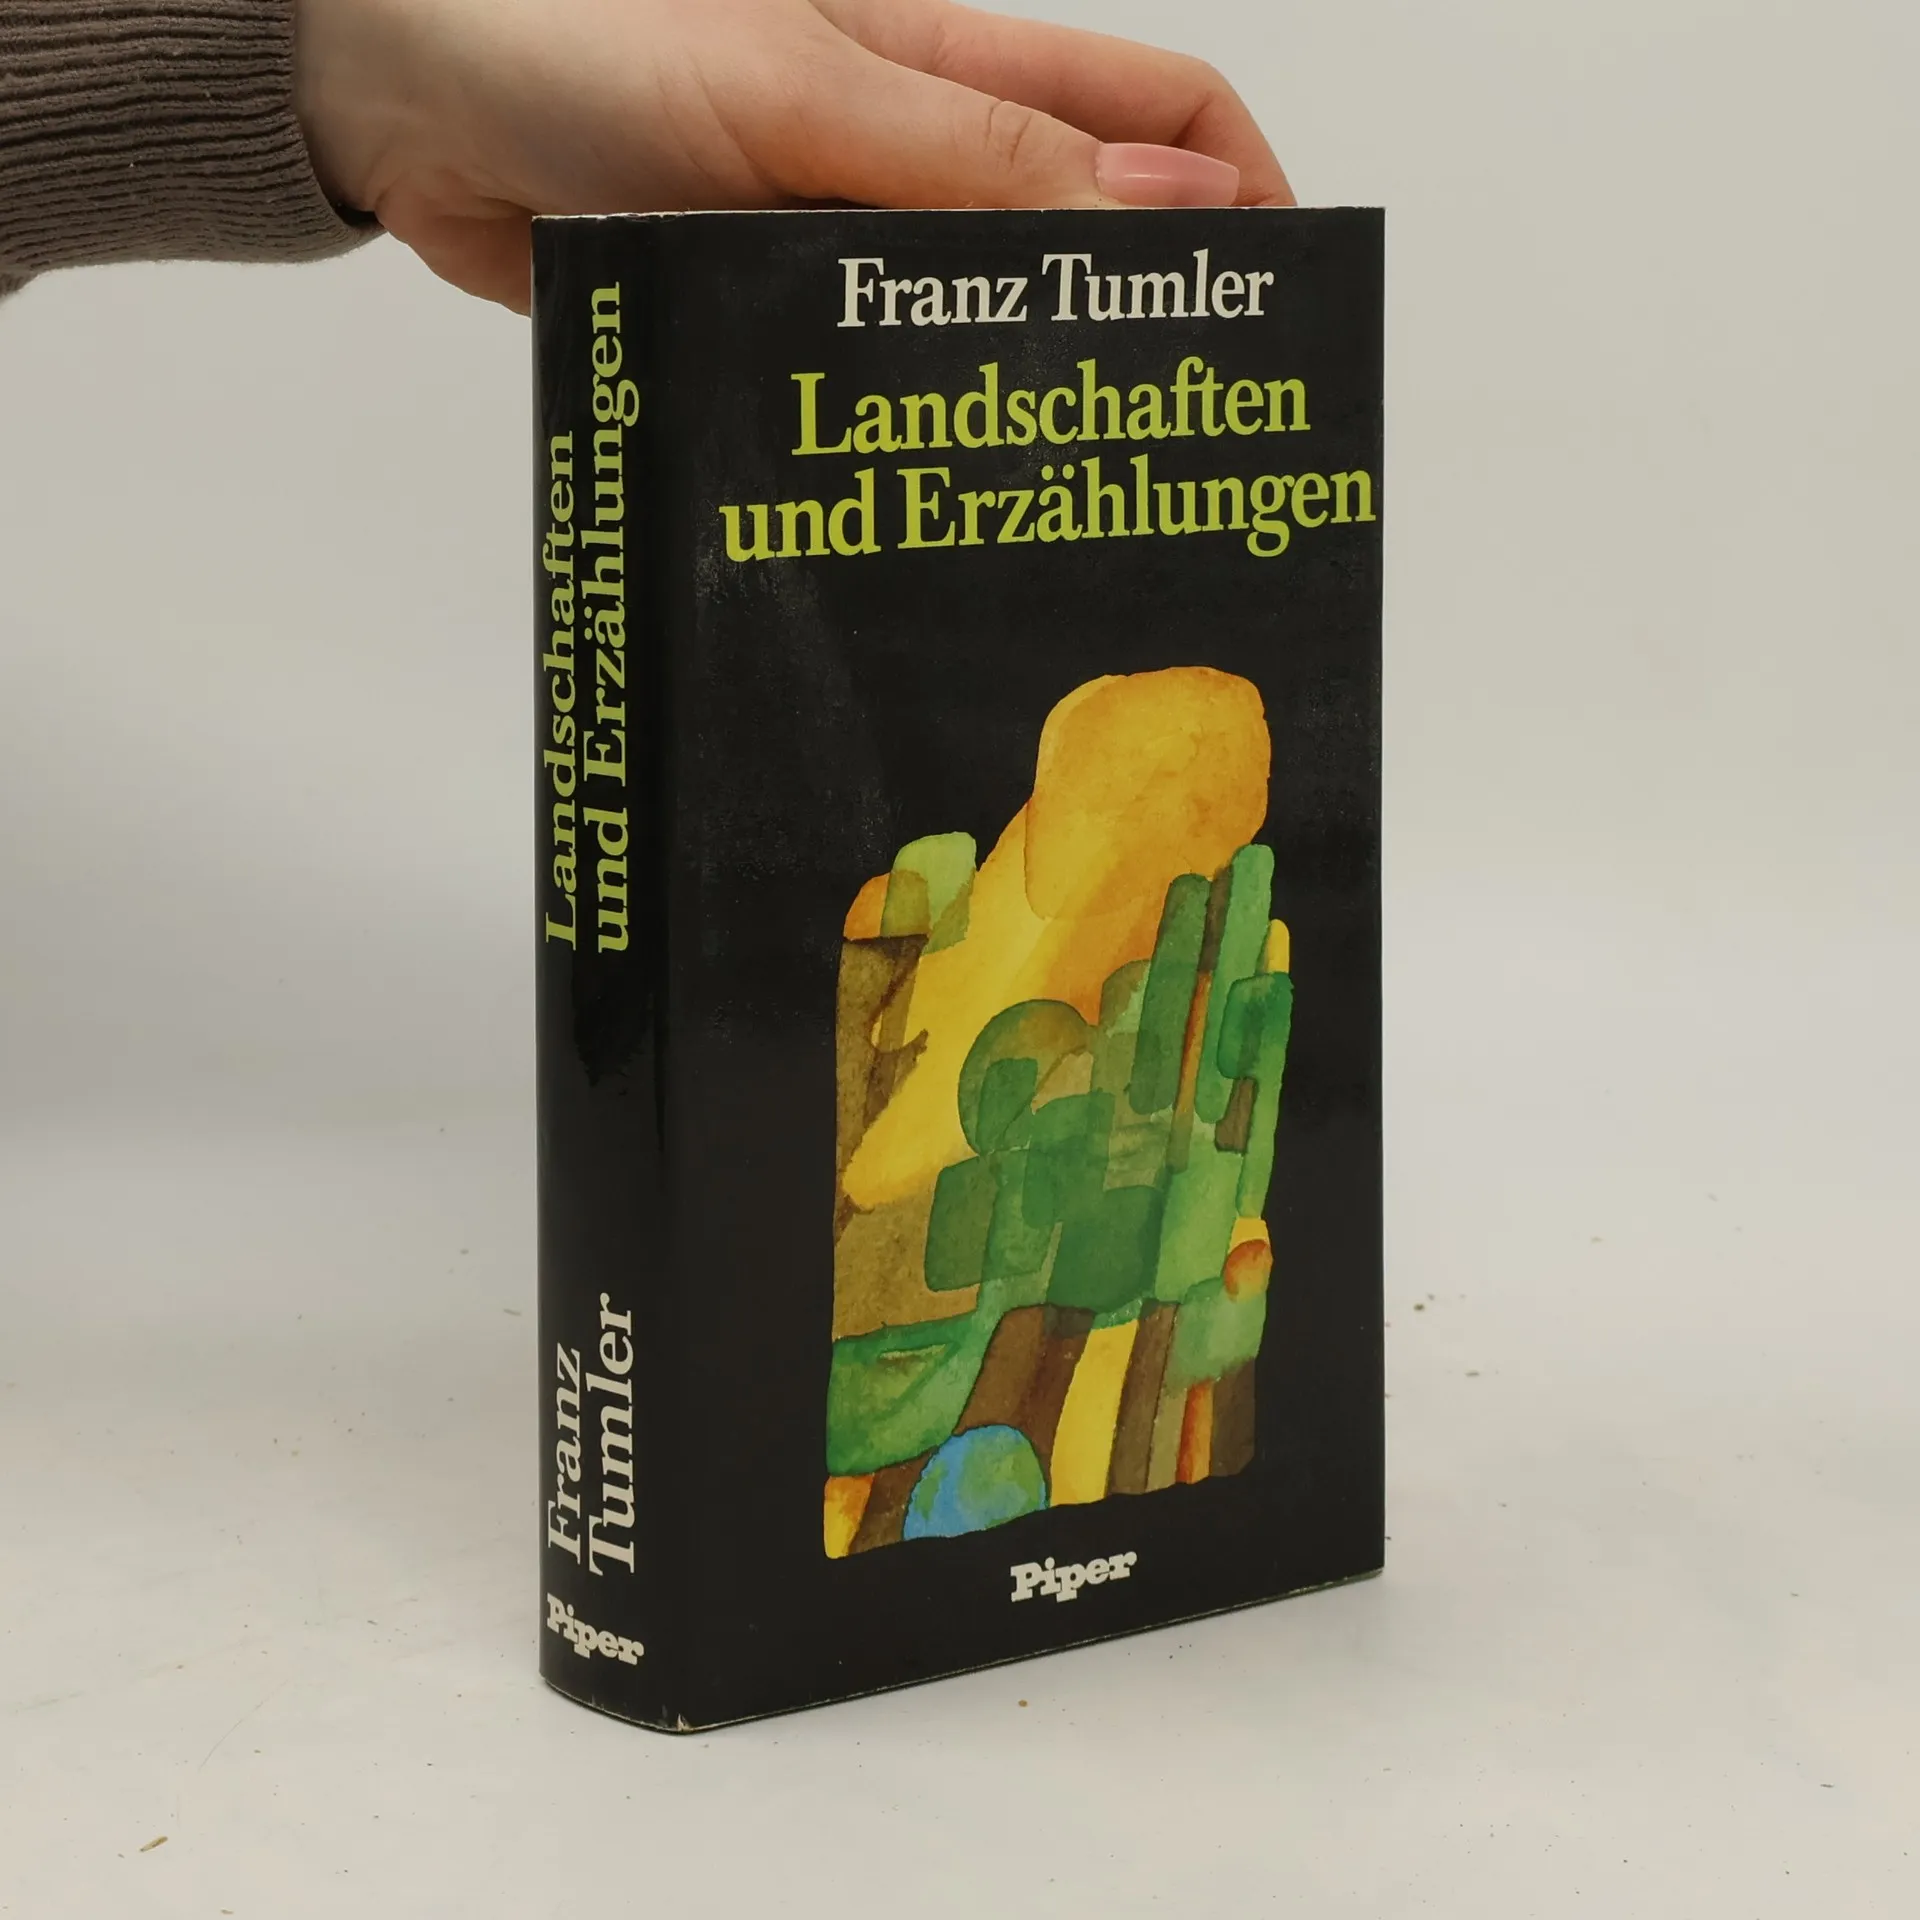 Franz Tumler
Landschaften
und Erzählungen
Piper
Landschaften
und Erzählungen
Franz
Tumler
Piper